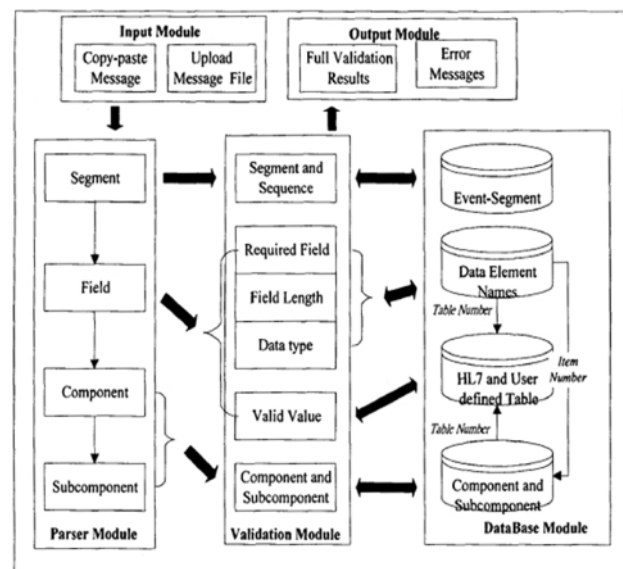 Input Module
Copy-paste
Message
Upload
Message File
Output Module
Full Validation
Results
Error
Messages
Segment
Field
Component
Subcomponent
Parser Module
Segment and
Sequence
Required Field
Field Length
Data type
Valid Value
Component and
Subcomponent
Validation Module
Event-Segment
Data Element
Names
Table Number
Item
Number
HL7 and User
defined Table
Table Number
Component and
Subcomponent
DataBase Module